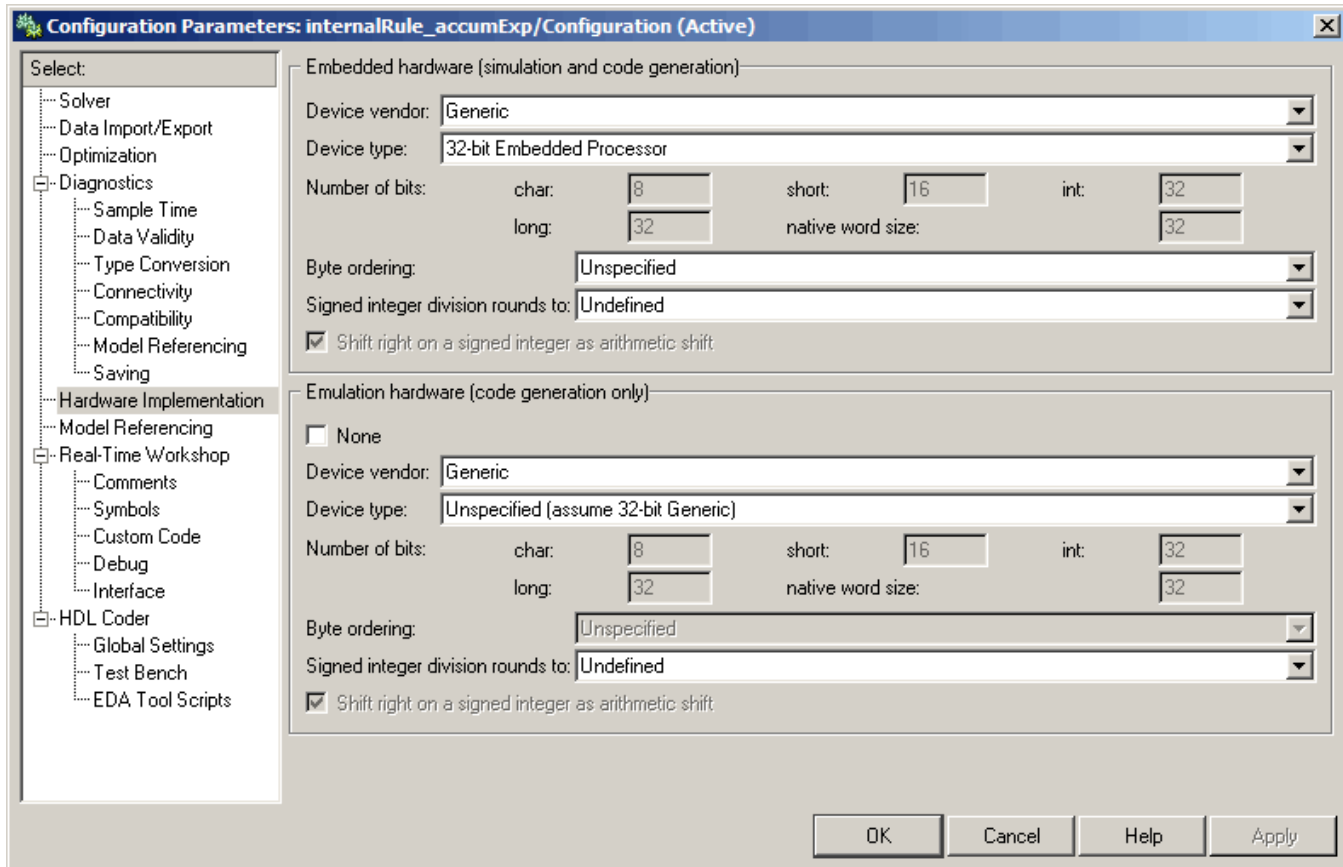 Configuration Parameters: internalRule_accumExp/Configuration (Active)
Select:
Solver
Data Import/Export
Optimization
Diagnostics
Sample Time
Data Validity
Type Conversion
Connectivity
Compatibility
Model Referencing
Saving
Hardware Implementation
Model Referencing
Real-Time Workshop
Comments
Symbols
Custom Code
Debug
Interface
HDL Coder
Global Settings
Test Bench
EDA Tool Scripts
Embedded hardware (simulation and code generation)
Device vendor: Generic
Device type: 32-bit Embedded Processor
Number of bits: char: 8 short: 16 int: 32
long: 32 native word size: 32
Byte ordering: Unspecified
Signed integer division rounds to: Undefined
Shift right on a signed integer as arithmetic shift
Emulation hardware (code generation only)
None
Device vendor: Generic
Device type: Unspecified (assume 32-bit Generic)
Number of bits: char: 8 short: 16 int: 32
long: 32 native word size: 32
Byte ordering: Unspecified
Signed integer division rounds to: Undefined
Shift right on a signed integer as arithmetic shift
OK Cancel Help Apply